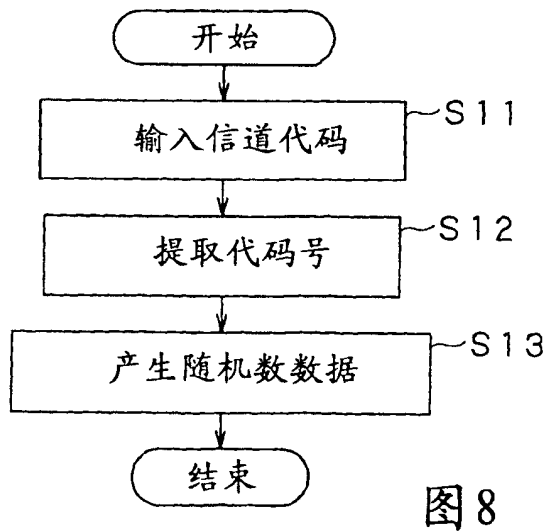 开始
输入信道代码
S11
提取代码号
S12
产生随机数数据
S13
结束
图8